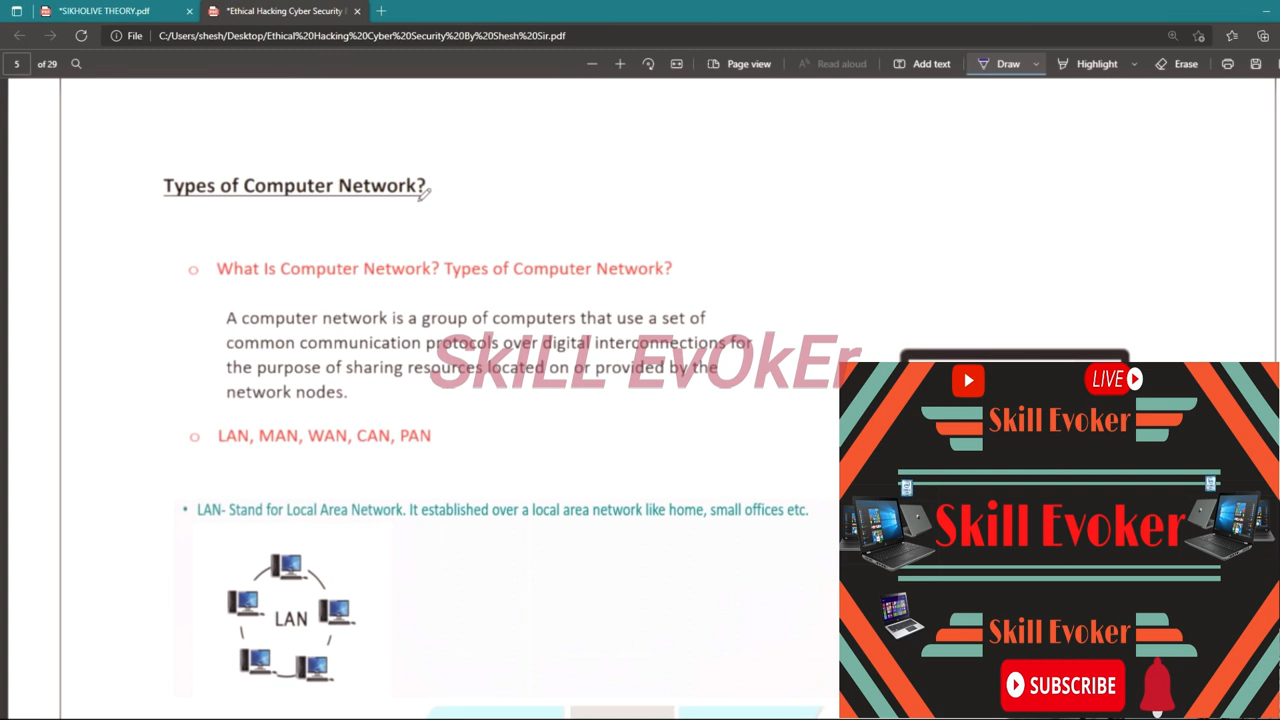 *SIKHOLIVE THEORY.pdf
*Ethical Hacking Cyber Security
File
C:/Users/shesh/Desktop/Ethical%20Hacking%20Cyber%20Security%20By%20Shesh%20Sir.pdf
5 of 29
Page view
Read aloud
Add text
Draw
Highlight
Erase
Types of Computer Network?
What Is Computer Network? Types of Computer Network?
A computer network is a group of computers that use a set of
common communication protocols over digital interconnections for
the purpose of sharing resources located on or provided by the
network nodes.
SkILL EvOkEr
LAN, MAN, WAN, CAN, PAN
LAN- Stand for Local Area Network. It established over a local area network like home, small offices etc.
LAN
LIVE
Skill Evoker
Skill Evoker
Skill Evoker
SUBSCRIBE